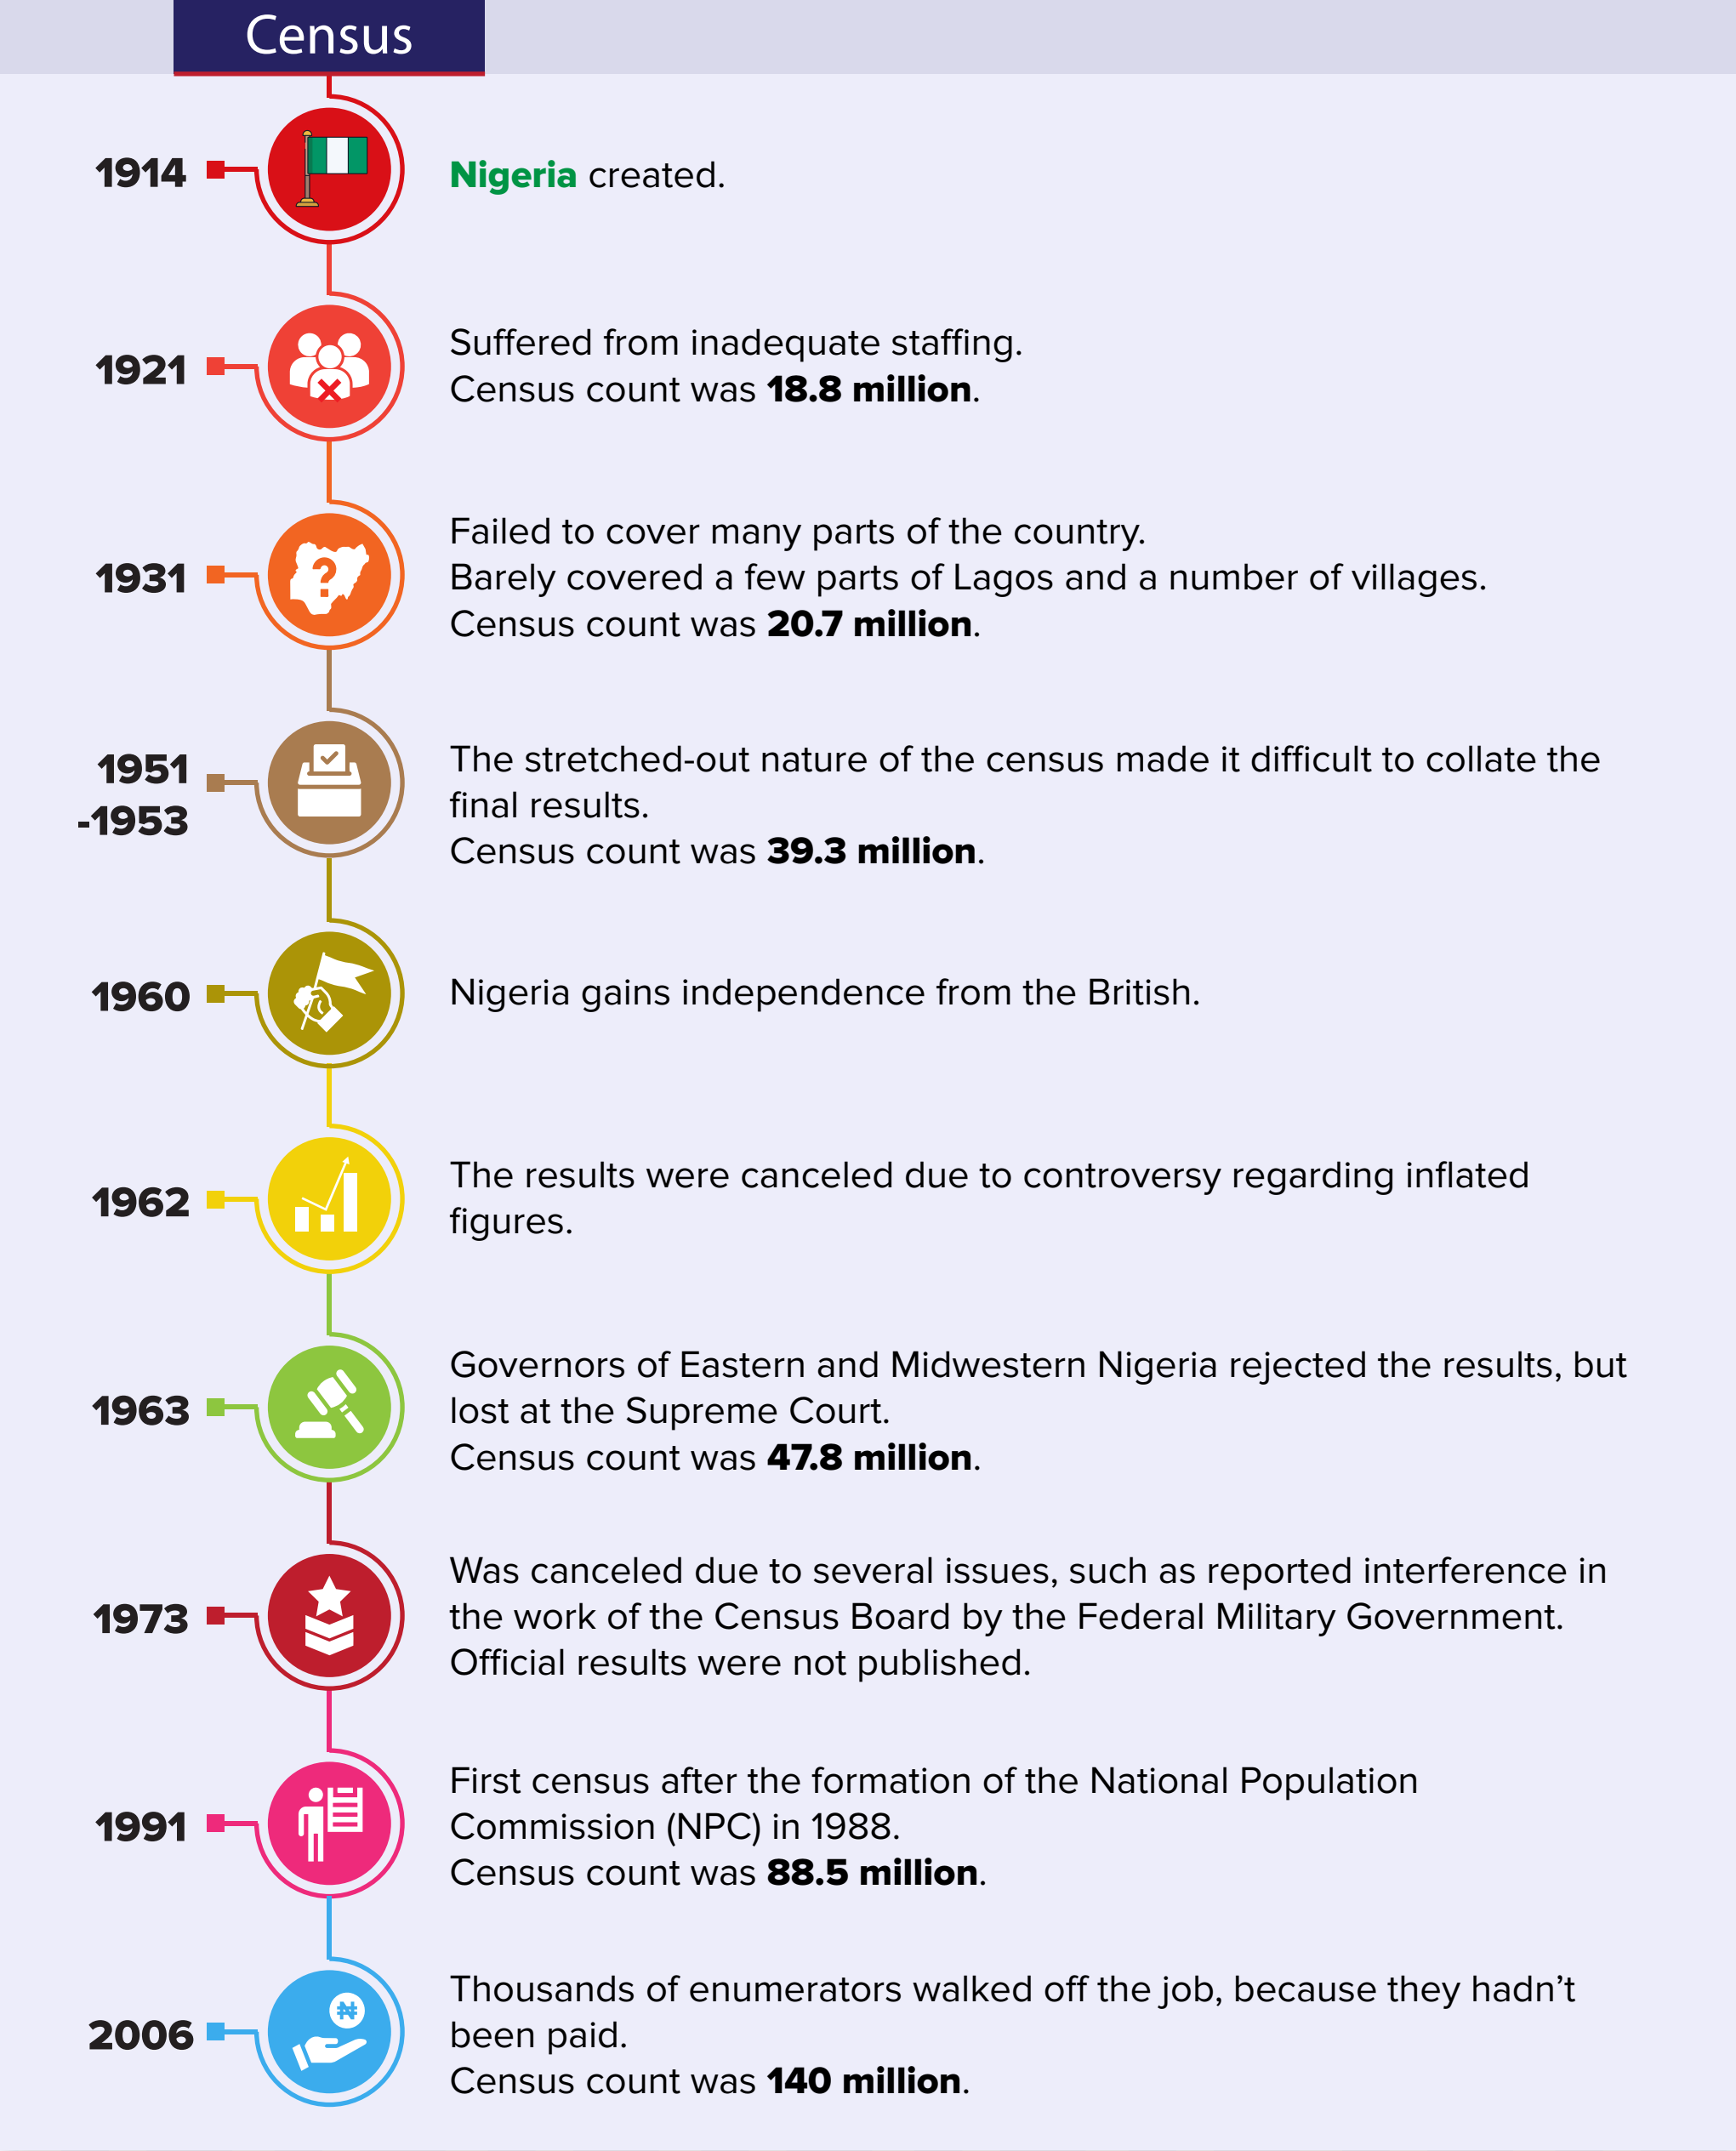 Census
1914
Nigeria created.
1921
Suffered from inadequate staffing.
Census count was 18.8 million.
1931
Failed to cover many parts of the country.
Barely covered a few parts of Lagos and a number of villages.
Census count was 20.7 million.
1951
-1953
The stretched-out nature of the census made it difficult to collate the
final results.
Census count was 39.3 million.
1960
Nigeria gains independence from the British.
1962
The results were canceled due to controversy regarding inflated
figures.
1963
Governors of Eastern and Midwestern Nigeria rejected the results, but
lost at the Supreme Court.
Census count was 47.8 million.
1973
Was canceled due to several issues, such as reported interference in
the work of the Census Board by the Federal Military Government.
Official results were not published.
1991
First census after the formation of the National Population
Commission (NPC) in 1988.
Census count was 88.5 million.
2006
Thousands of enumerators walked off the job, because they hadn’t
been paid.
Census count was 140 million.